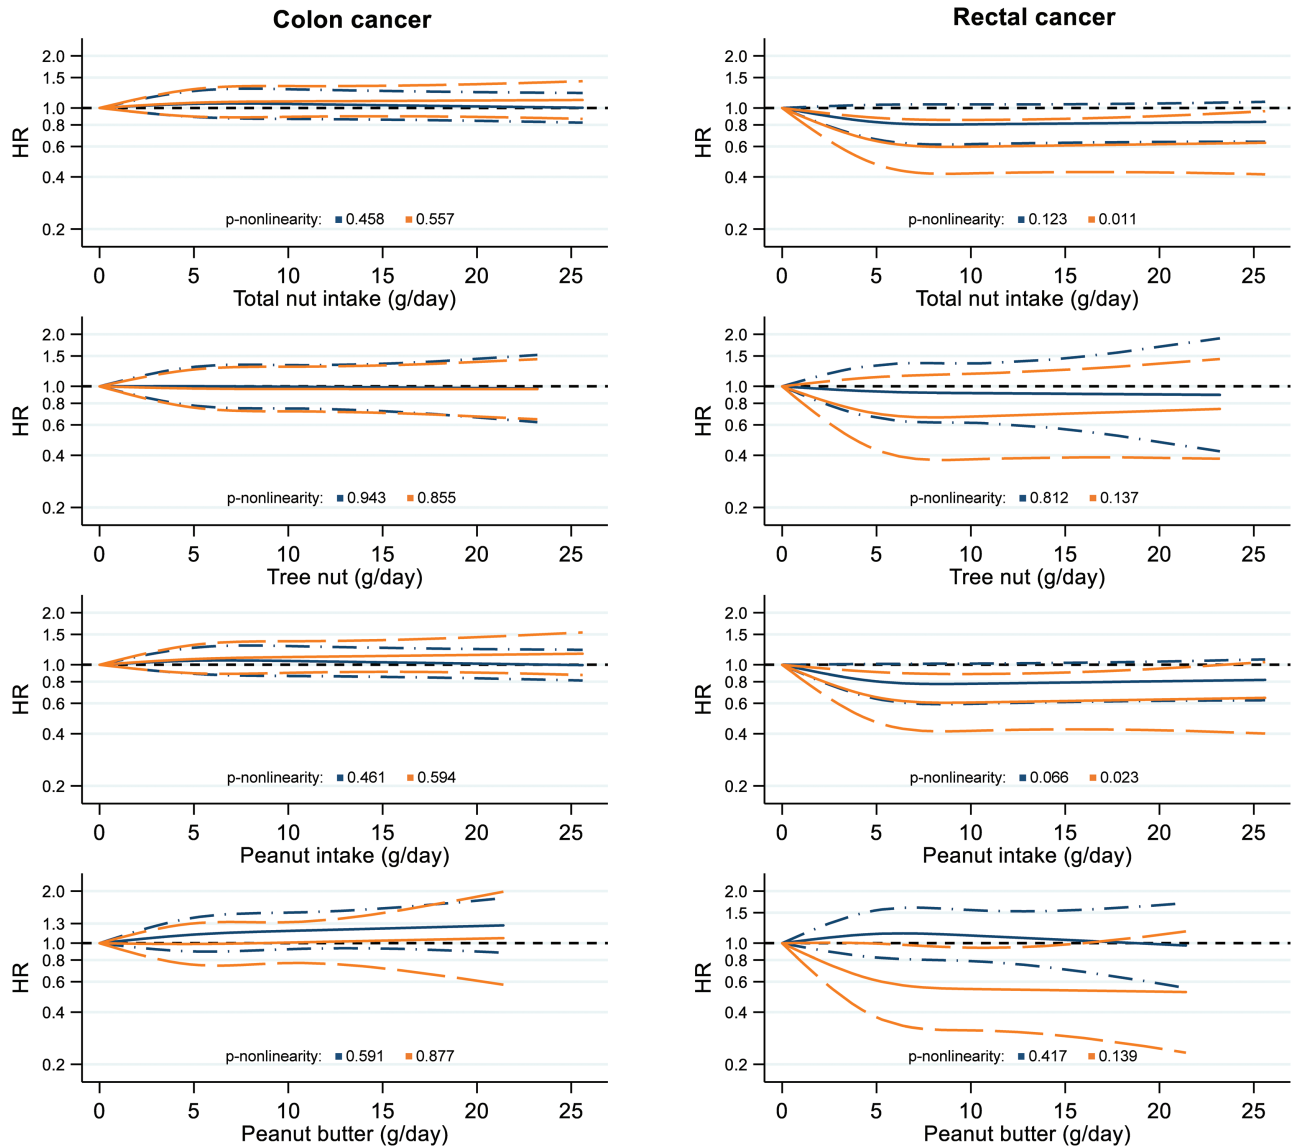 Colon cancer
2.0
1.5
1.0
0.8
0.6
0.4
0.2
HR
p-nonlinearity: 0.458 0.557
0 5 10 15 20 25
Total nut intake (g/day)
Rectal cancer
2.0
1.5
1.0
0.8
0.6
0.4
0.2
HR
p-nonlinearity: 0.123 0.011
0 5 10 15 20 25
Total nut intake (g/day)
2.0
1.5
1.0
0.8
0.6
0.4
0.2
HR
p-nonlinearity: 0.943 0.855
0 5 10 15 20 25
Tree nut (g/day)
2.0
1.5
1.0
0.8
0.6
0.4
0.2
HR
p-nonlinearity: 0.812 0.137
0 5 10 15 20 25
Tree nut (g/day)
2.0
1.5
1.0
0.8
0.6
0.4
0.2
HR
p-nonlinearity: 0.461 0.594
0 5 10 15 20 25
Peanut intake (g/day)
2.0
1.5
1.0
0.8
0.6
0.4
0.2
HR
p-nonlinearity: 0.066 0.023
0 5 10 15 20 25
Peanut intake (g/day)
2.0
1.3
1.0
0.8
0.6
0.4
0.2
HR
p-nonlinearity: 0.591 0.877
0 5 10 15 20 25
Peanut butter (g/day)
2.0
1.5
1.0
0.8
0.6
0.4
0.2
HR
p-nonlinearity: 0.417 0.139
0 5 10 15 20 25
Peanut butter (g/day)